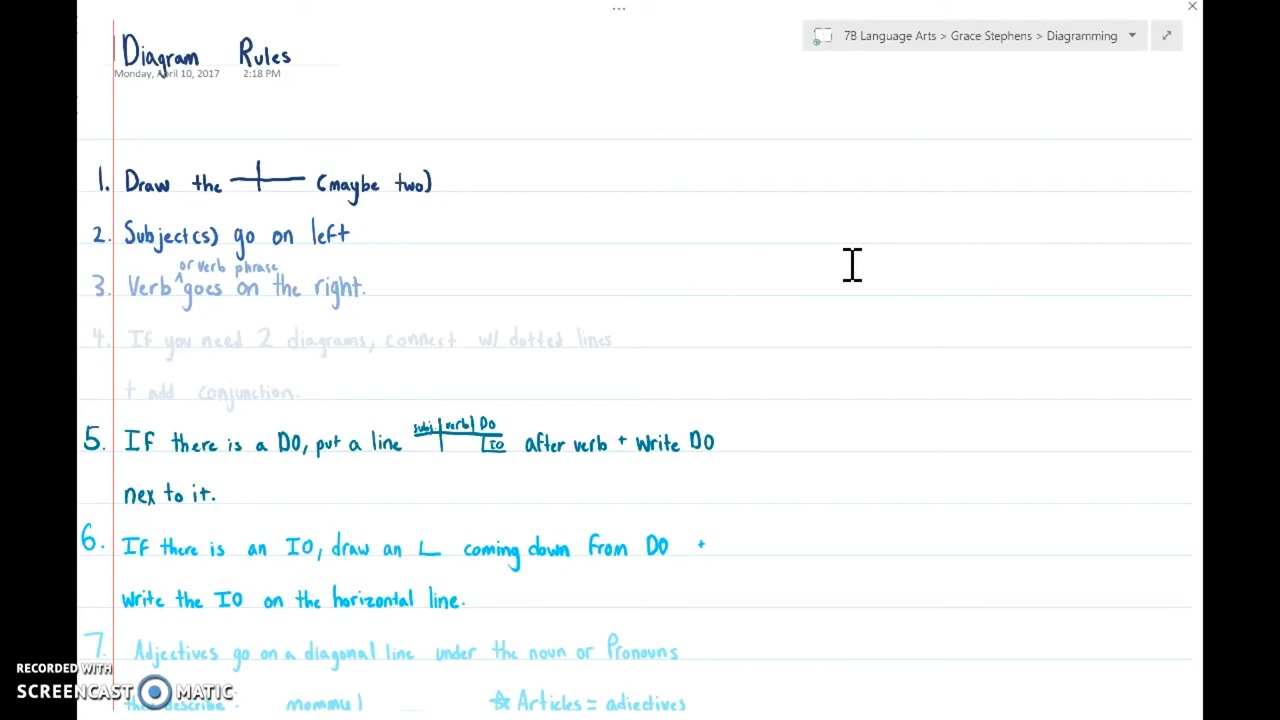 7B Language Arts > Grace Stephens > Diagramming
Diagram Rules
Monday, April 10, 2017 2:18 PM
1. Draw the (maybe two)
2. Subject(s) go on left
or verb phrase
3. Verb ^ goes on the right.
4. If you need 2 diagrams, connect w/ dotted lines
+ add conjunction.
subj verb DO
IO
5. If there is a DO, put a line after verb + write DO
nex to it.
6. If there is an IO, draw an L coming down from DO +
write the IO on the horizontal line.
7. Adjectives go on a diagonal line under the noun or Pronouns
describe. Articles = adjectives
RECORDED WITH
SCREENCAST MATIC